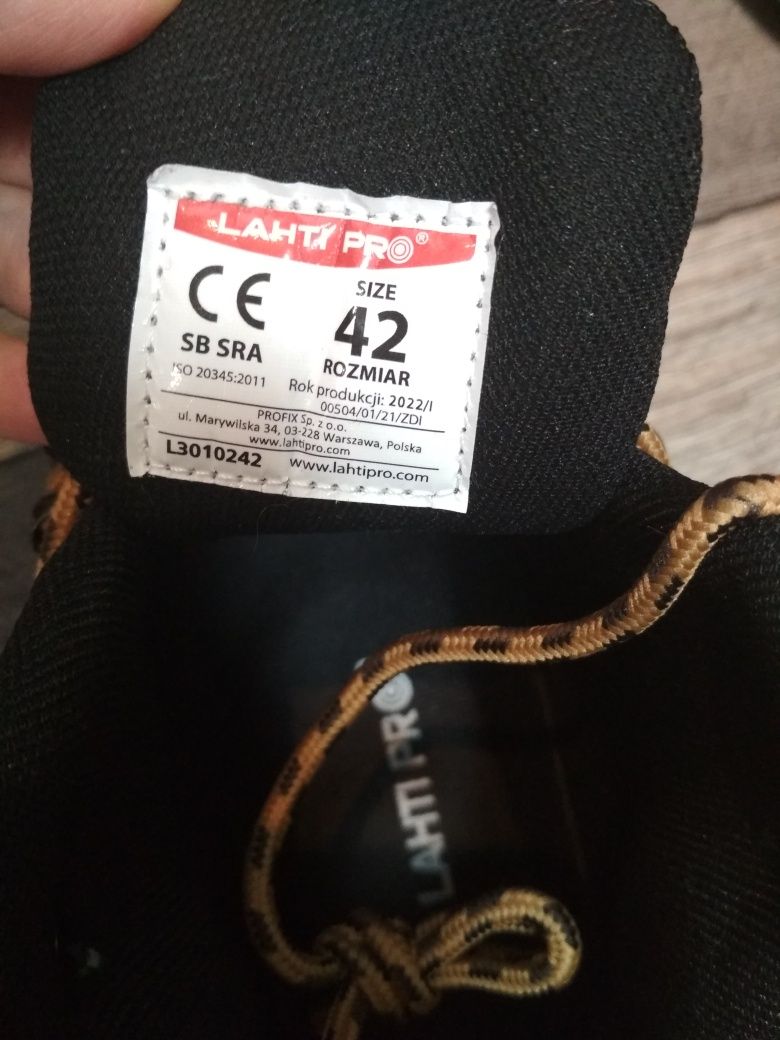 LAHTI PRO®
CE
SB SRA
ISO 20345:2011
SIZE
42
ROZMIAR
Rok produkcji: 2022/I
00504/01/21/ZDI
PROFIX Sp. z o.o.
ul. Marywilska 34, 03-228 Warszawa, Polska
www.lahtipro.com
L3010242 www.lahtipro.com
LAHTI PRO